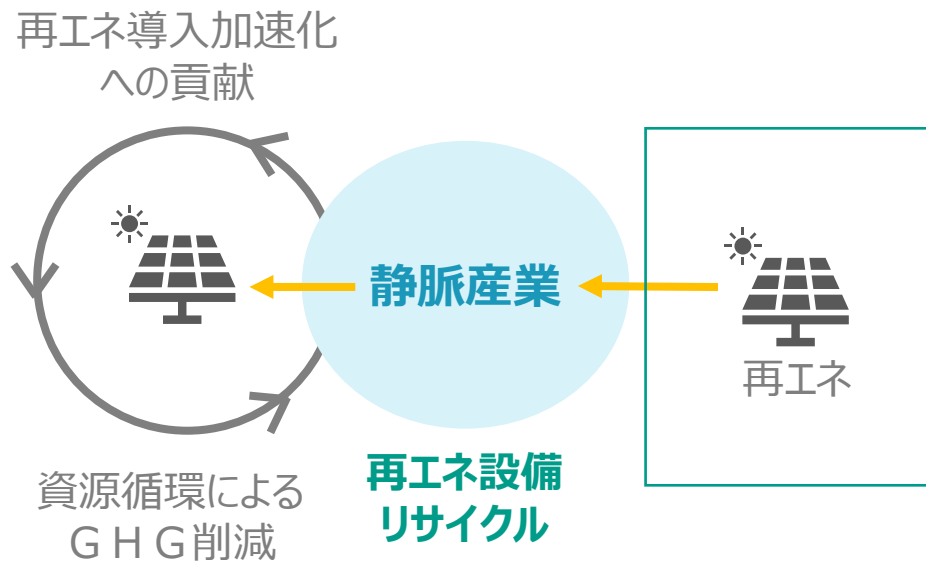 再エネ導入加速化
への貢献
静脈産業
再エネ
資源循環による
ＧＨＧ削減
再エネ設備
リサイクル